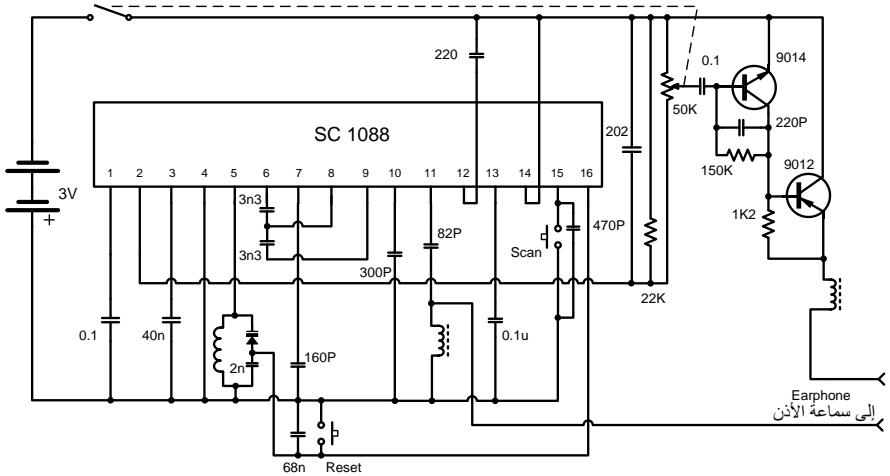 220
0.1
9014
50K
220P
SC 1088
202
150K
9012
1 2 3 4 5 6 7 8 9 10 11 12 13 14 15 16
3V
+
3n3
82P
470P
1K2
3n3
Scan
300P
22K
0.1
40n
2n
160P
0.1u
Earphone
إلى سماعة الأذن
68n
Reset